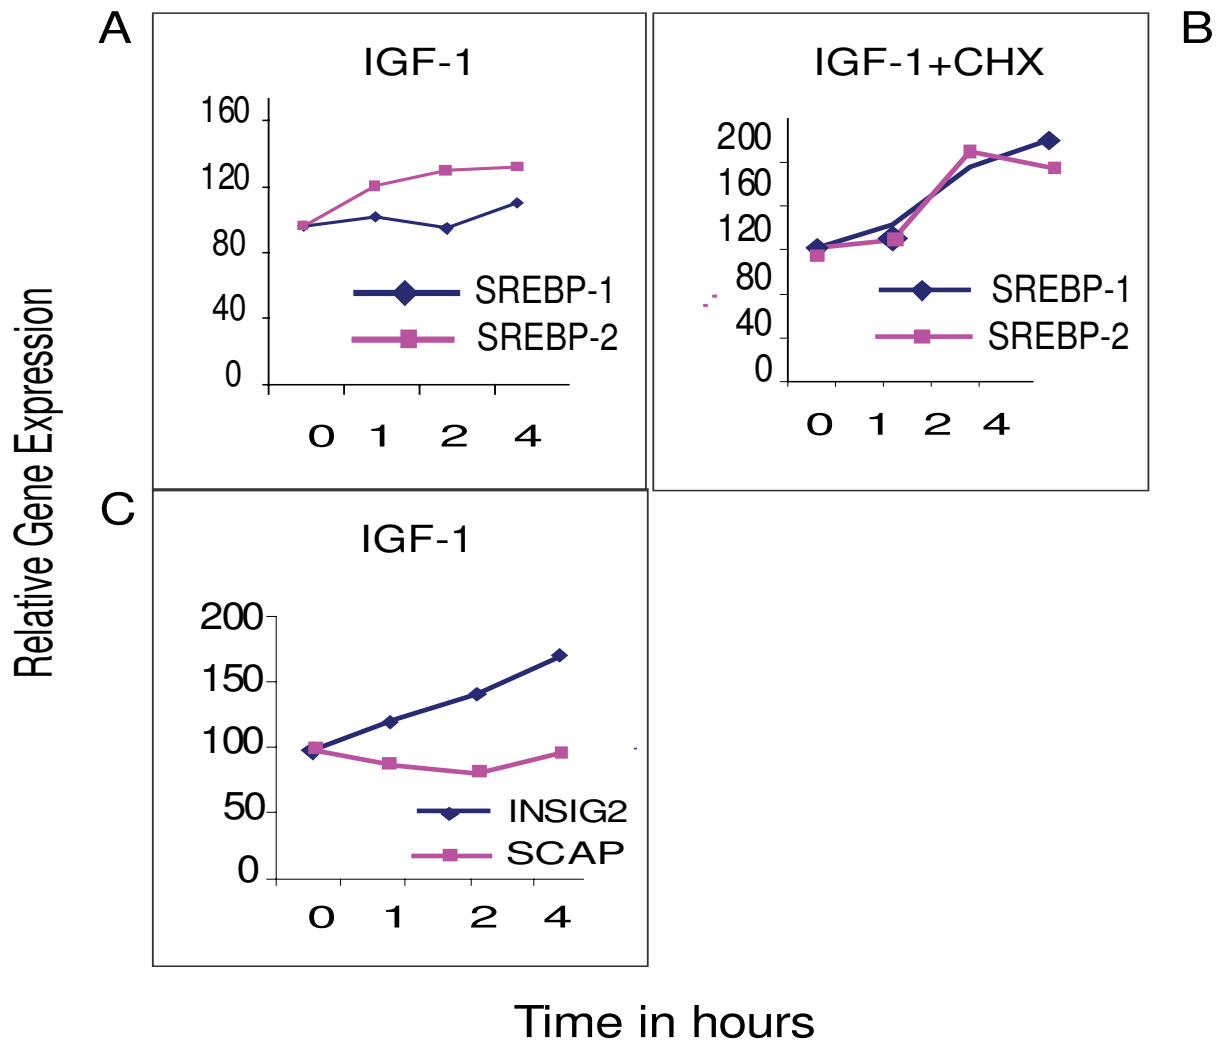 A
IGF-1
160
120
80
40
0
SREBP-1
SREBP-2
0 1 2 4
B
IGF-1+CHX
200
160
120
80
40
0
SREBP-1
SREBP-2
0 1 2 4
C
IGF-1
200
150
100
50
0
INSIG2
SCAP
0 1 2 4
Relative Gene Expression
Time in hours